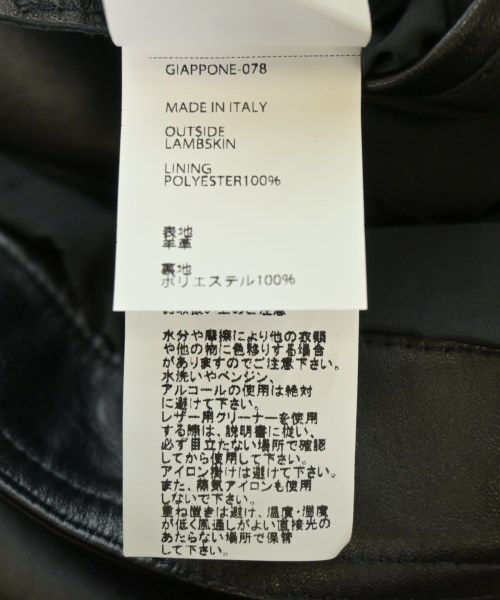 GIAPPONE-078
MADE IN ITALY
OUTSIDE
LAMBSKIN
LINING
POLYESTER100%
表地
羊革
裏地
ポリエステル100%
水分や摩擦により他の衣類
や他の物に色移りする場合
がありますのでご注意下さい。
水洗いやベンジン、
アルコールの使用は絶対
に避けて下さい。
レザー用クリーナーを使用
する際は、説明書に従い、
必ず目立たない場所で確認
してから使用して下さい。
アイロン掛けは避けて下さい。
また、蒸気アイロンも使用
しないで下さい。
重ね置きは避け、温度・湿度
が低く風通しがよい直接光の
あたらない場所で保管
して下さい。